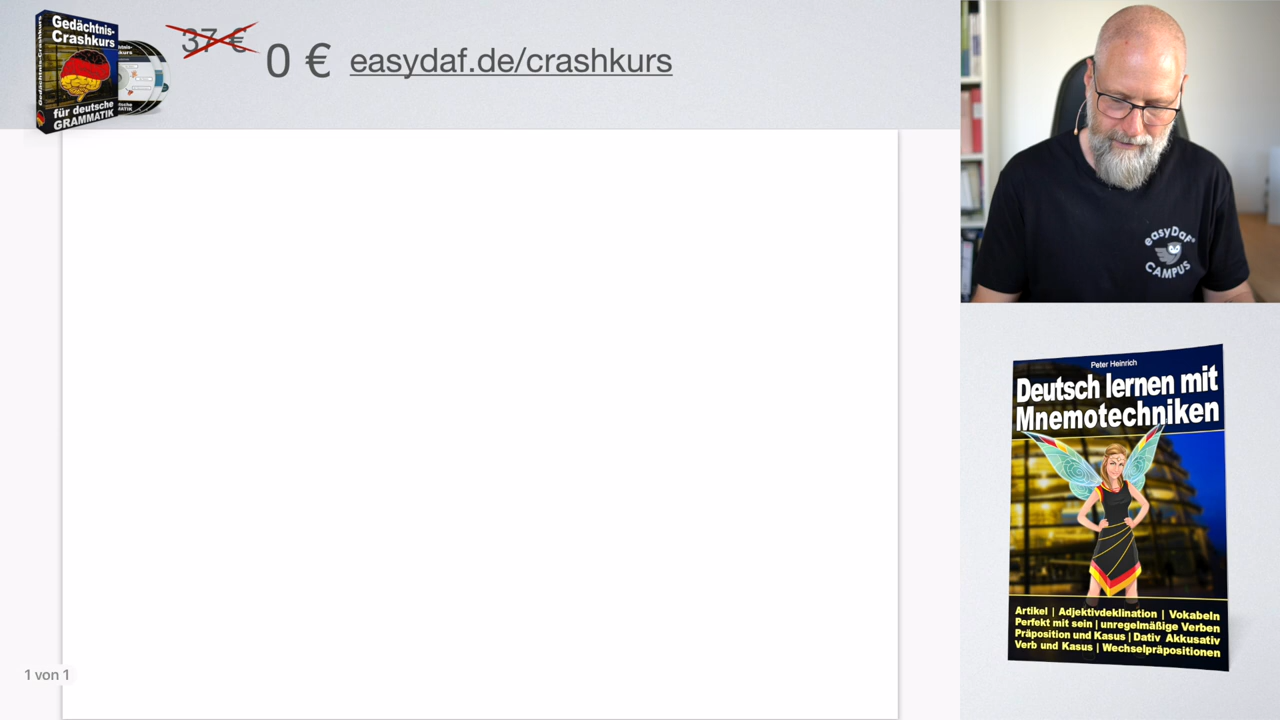 Gedächtnis-
Crashkurs
für deutsche
GRAMMATIK
37 €
0 €
easydaf.de/crashkurs
easyDaF®
CAMPUS
Peter Heinrich
Deutsch lernen mit
Mnemotechniken
Artikel | Adjektivdeklination | Vokabeln
Perfekt mit sein | unregelmäßige Verben
Präposition und Kasus | Dativ Akkusativ
Verb und Kasus | Wechselpräpositionen
1 von 1